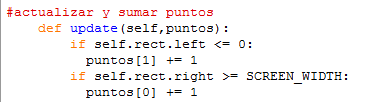 #actualizar y sumar puntos
def update(self,puntos):
if self.rect.left <= 0:
puntos[1] += 1
if self.rect.right >= SCREEN_WIDTH:
puntos[0] += 1